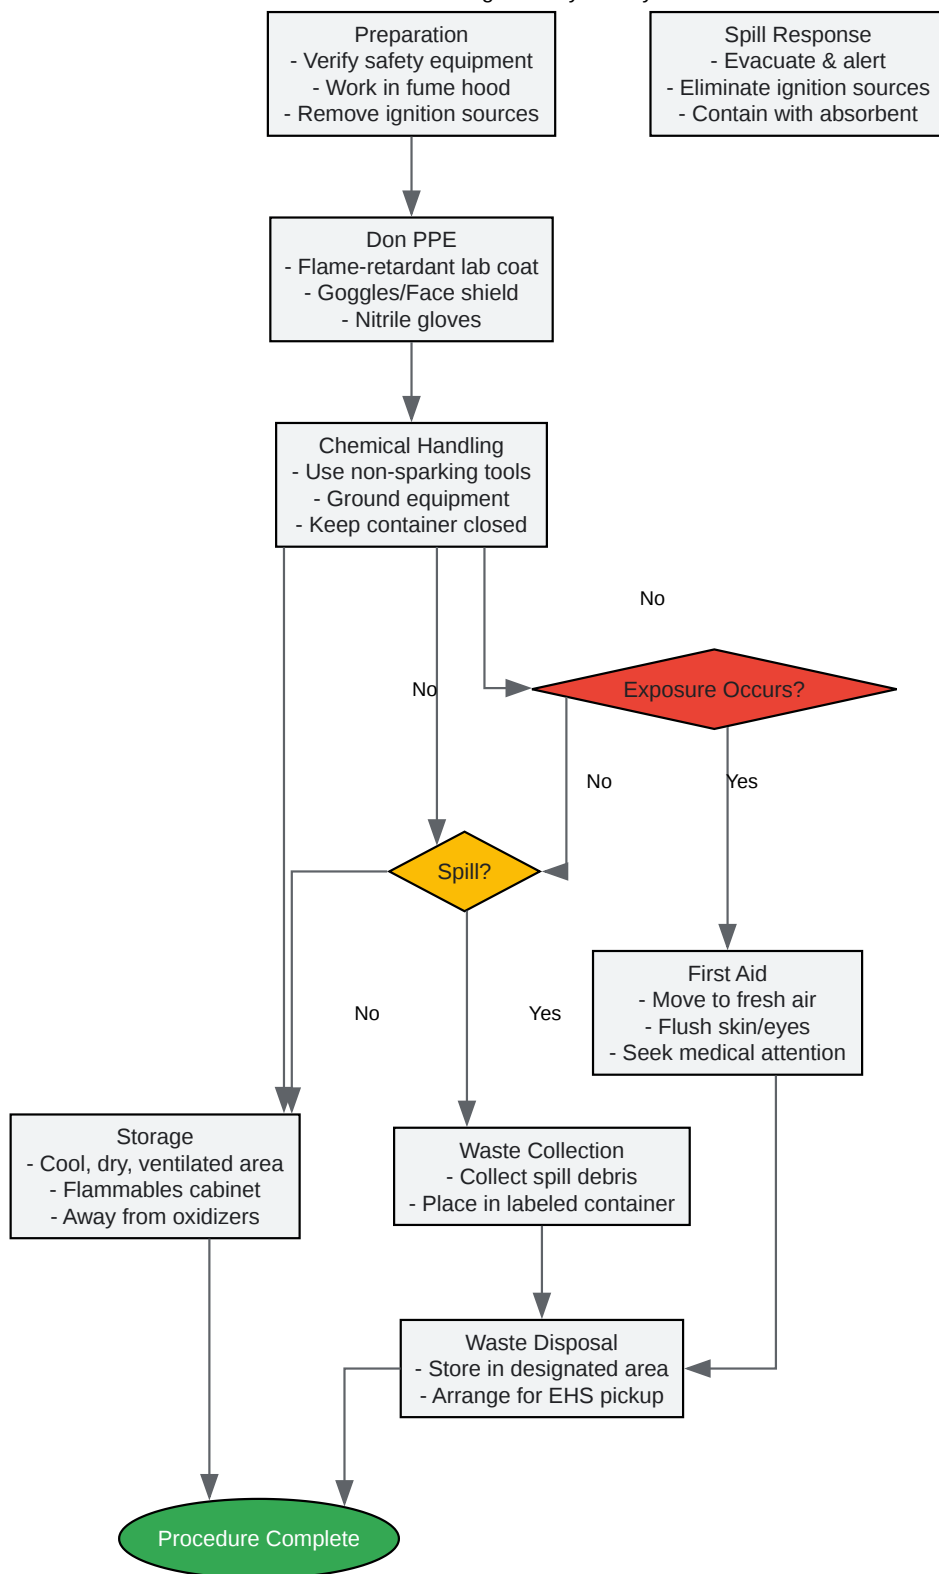 Preparation
- Verify safety equipment
- Work in fume hood
- Remove ignition sources
Spill Response
- Evacuate & alert
- Eliminate ignition sources
- Contain with absorbent
Don PPE
- Flame-retardant lab coat
- Goggles/Face shield
- Nitrile gloves
Chemical Handling
- Use non-sparking tools
- Ground equipment
- Keep container closed
No
No
Exposure Occurs?
No
Yes
Spill?
First Aid
- Move to fresh air
- Flush skin/eyes
- Seek medical attention
No
Yes
Storage
- Cool, dry, ventilated area
- Flammables cabinet
- Away from oxidizers
Waste Collection
- Collect spill debris
- Place in labeled container
Waste Disposal
- Store in designated area
- Arrange for EHS pickup
Procedure Complete